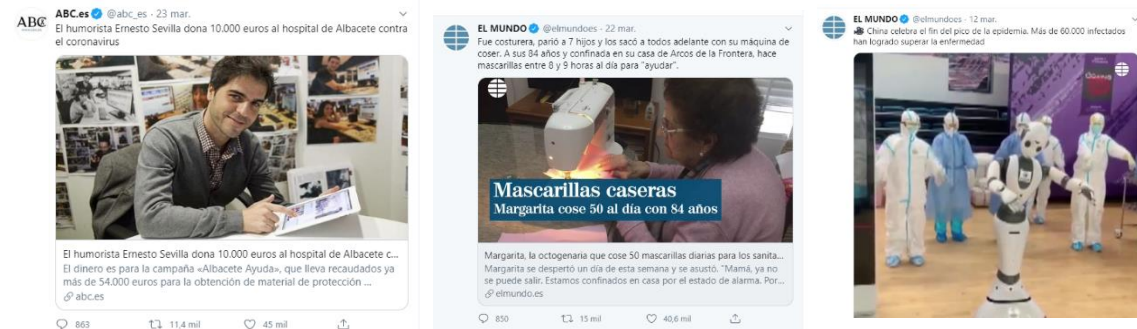 ABC
ABC.es @abc_es · 23 mar.
El humorista Ernesto Sevilla dona 10.000 euros al hospital de Albacete contra
el coronavirus
El humorista Ernesto Sevilla dona 10.000 euros al hospital de Albacete c...
El dinero es para la campaña «Albacete Ayuda», que lleva recaudados ya
más de 54.000 euros para la obtención de material de protección ...
abc.es
863 11,4 mil 45 mil
EL MUNDO @elmundoes · 22 mar.
Fue costurera, parió a 7 hijos y los sacó a todos adelante con su máquina de
coser. A sus 84 años y confinada en su casa de Arcos de la Frontera, hace
mascarillas entre 8 y 9 horas al día para "ayudar".
Mascarillas caseras
Margarita cose 50 al día con 84 años
Margarita, la octogenaria que cose 50 mascarillas diarias para los sanita...
Margarita se despertó un día de esta semana y se asustó. "Mamá, ya no
se puede salir. Estamos confinados en casa por el estado de alarma. Por...
elmundo.es
850 15 mil 40,6 mil
EL MUNDO @elmundoes · 12 mar.
China celebra el fin del pico de la epidemia. Más de 60.000 infectados
han logrado superar la enfermedad